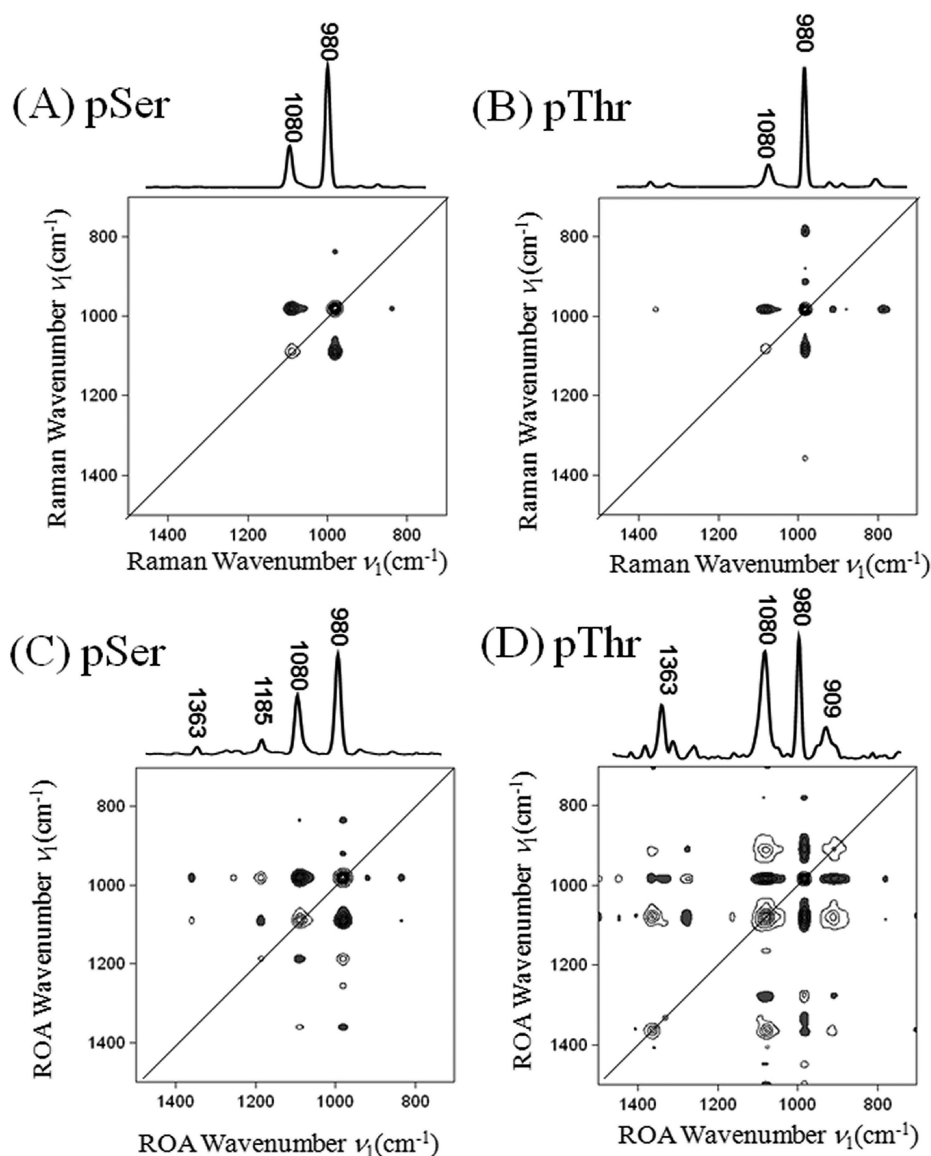 (A) pSer
1080
980
Raman Wavenumber ν1(cm-1)
800
1000
1200
1400
1400 1200 1000 800
Raman Wavenumber ν1(cm-1)
(B) pThr
1080
980
Raman Wavenumber ν1(cm-1)
800
1000
1200
1400
1400 1200 1000 800
Raman Wavenumber ν1(cm-1)
(C) pSer
1363
1185
1080
980
ROA Wavenumber ν1(cm-1)
800
1000
1200
1400
1400 1200 1000 800
ROA Wavenumber ν1(cm-1)
(D) pThr
1363
1080
980
909
ROA Wavenumber ν1(cm-1)
800
1000
1200
1400
1400 1200 1000 800
ROA Wavenumber ν1(cm-1)